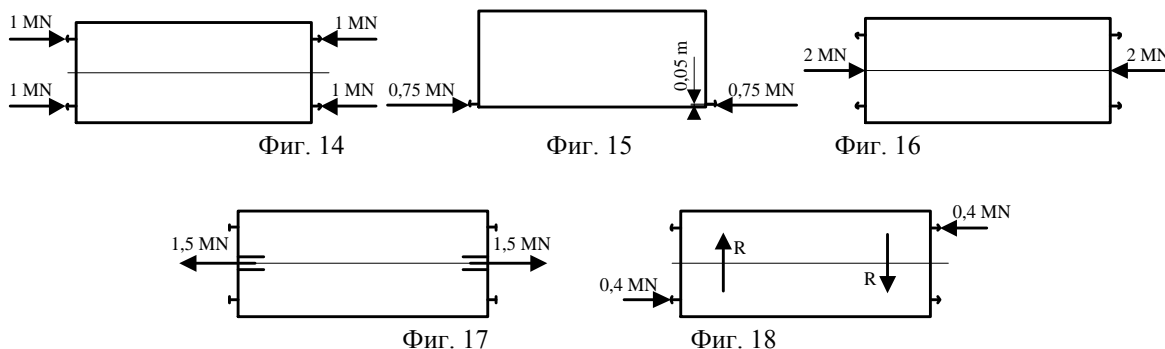 1 MN 1 MN
1 MN 1 MN
Фиг. 14
0,75 MN 0,05 m 0,75 MN
Фиг. 15
2 MN 2 MN
Фиг. 16
1,5 MN 1,5 MN
Фиг. 17
0,4 MN
R R
0,4 MN
Фиг. 18